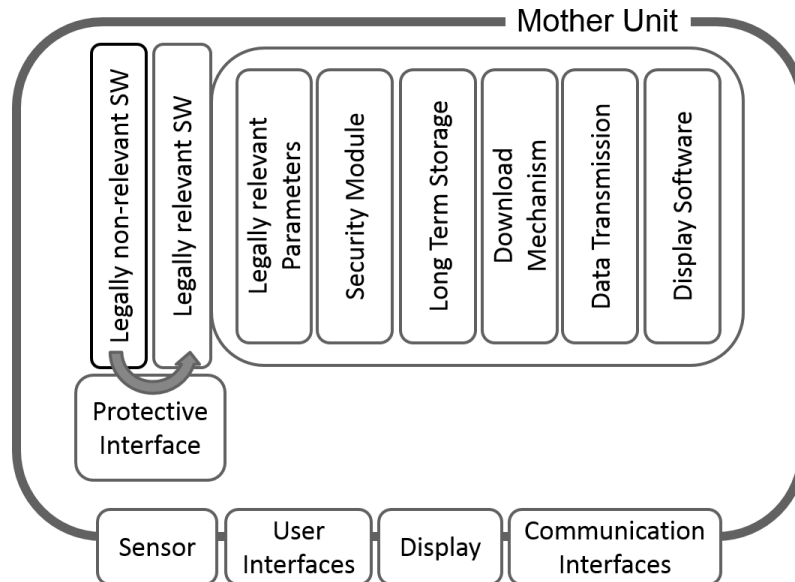 Mother Unit
Legally non-relevant SW
Legally relevant SW
Legally relevant
Parameters
Security Module
Long Term Storage
Download
Mechanism
Data Transmission
Display Software
Protective
Interface
Sensor
User
Interfaces
Display
Communication
Interfaces